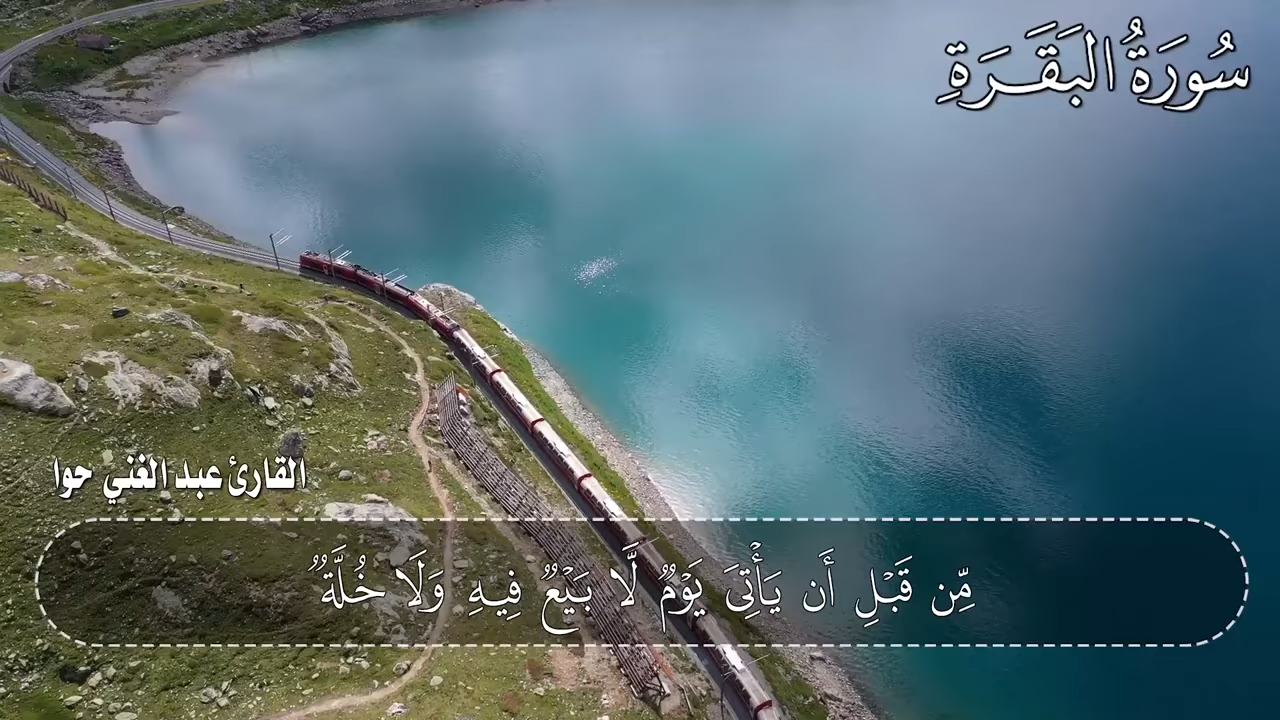 سُورَةُ البَقَرَةِ
القارئ عبد الغني حوا
مِّن قَبْلِ أَن يَأْتِىَ يَوْمٌ لَّا بَيْعٌ فِيهِ وَلَا خُلَّةٌ